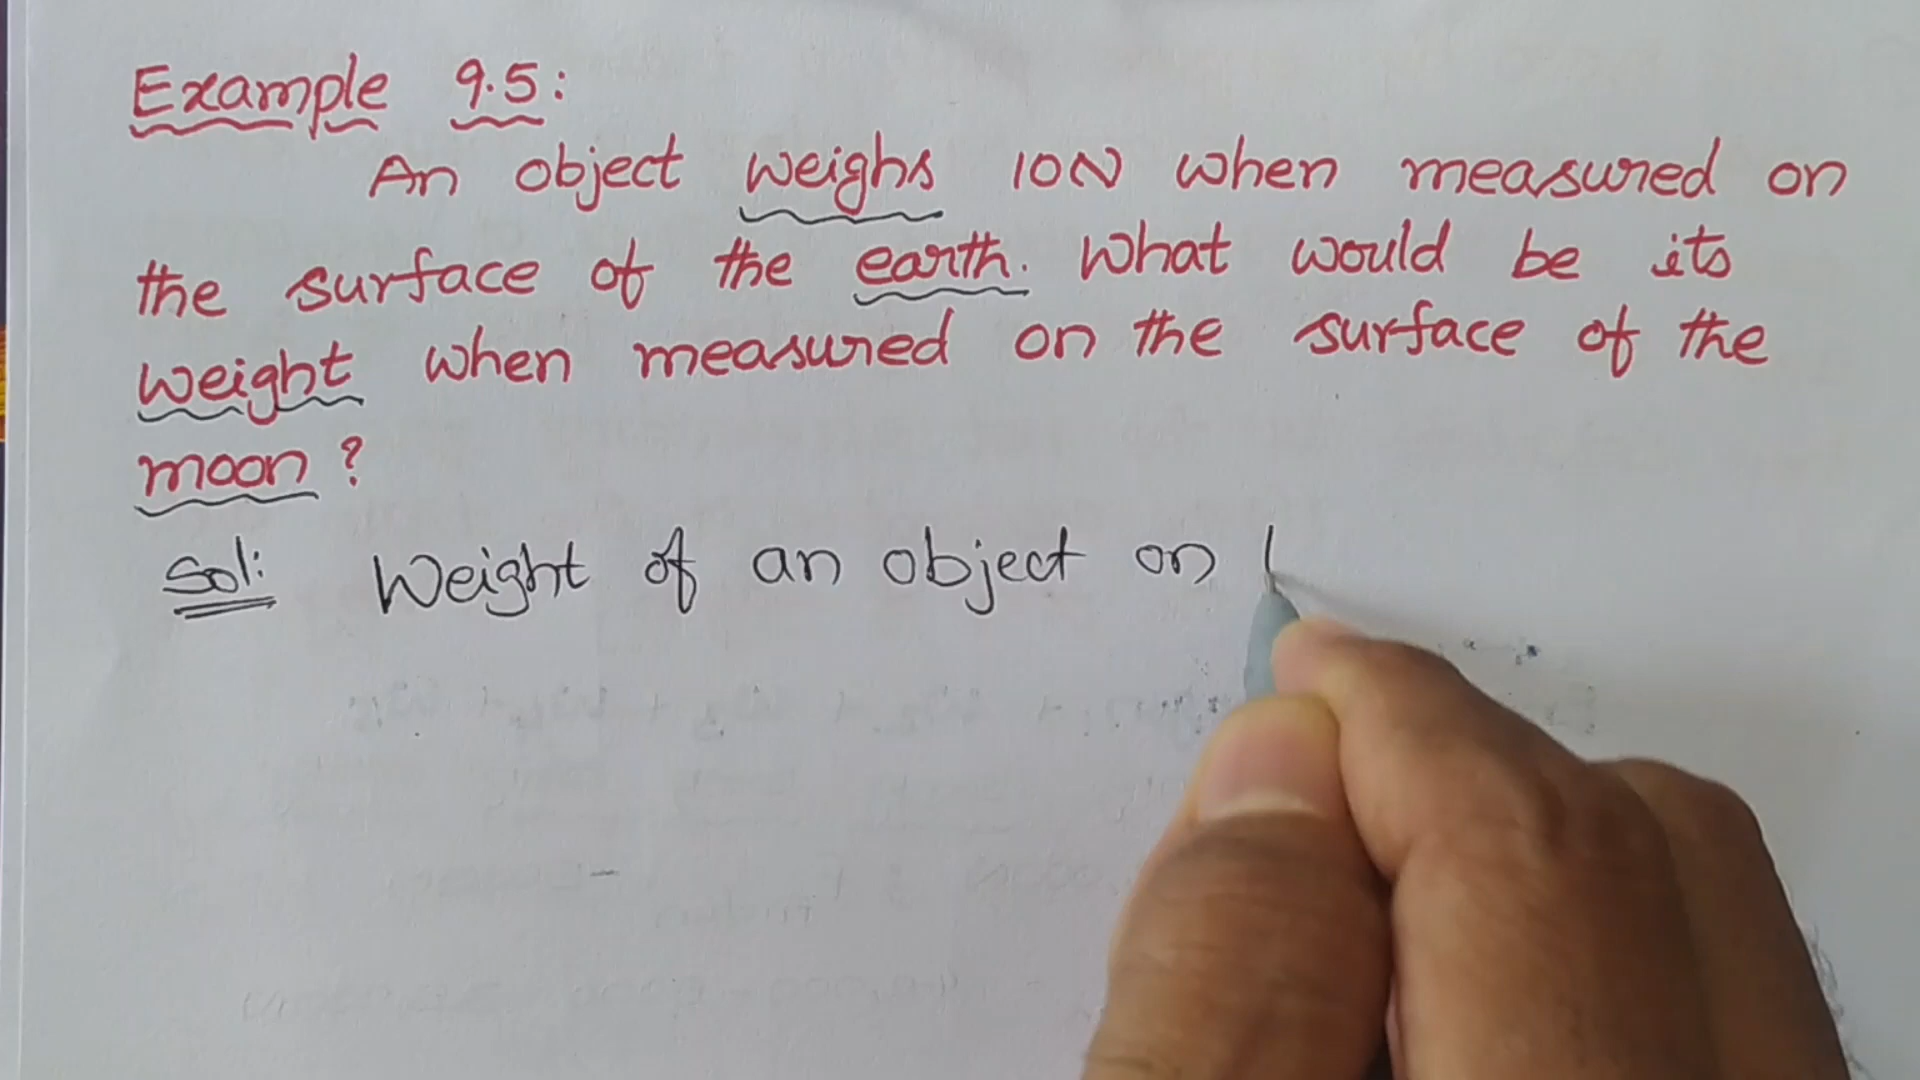 Example 9.5:
An object weighs 10N when measured on
the surface of the earth. What would be its
weight when measured on the surface of the
moon ?
Sol: Weight of an object on